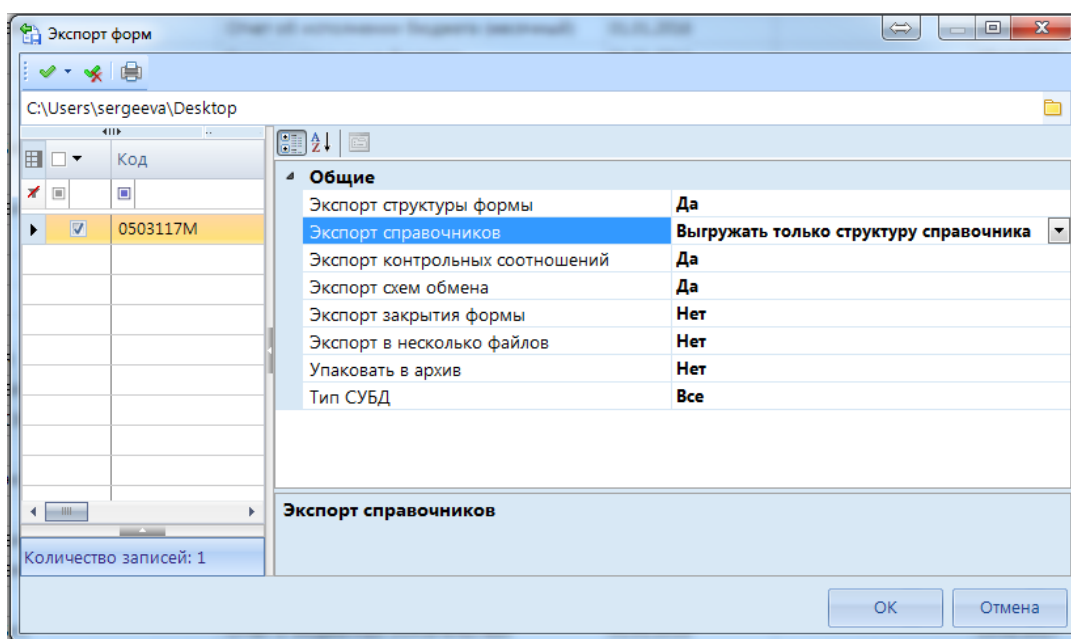 Экспорт форм
C:\Users\sergeeva\Desktop
Код
Общие
Экспорт структуры формы Да
0503117М Экспорт справочников Выгружать только структуру справочника
Экспорт контрольных соотношений Да
Экспорт схем обмена Да
Экспорт закрытия формы Нет
Экспорт в несколько файлов Нет
Упаковать в архив Нет
Тип СУБД Все
Экспорт справочников
Количество записей: 1
ОК Отмена